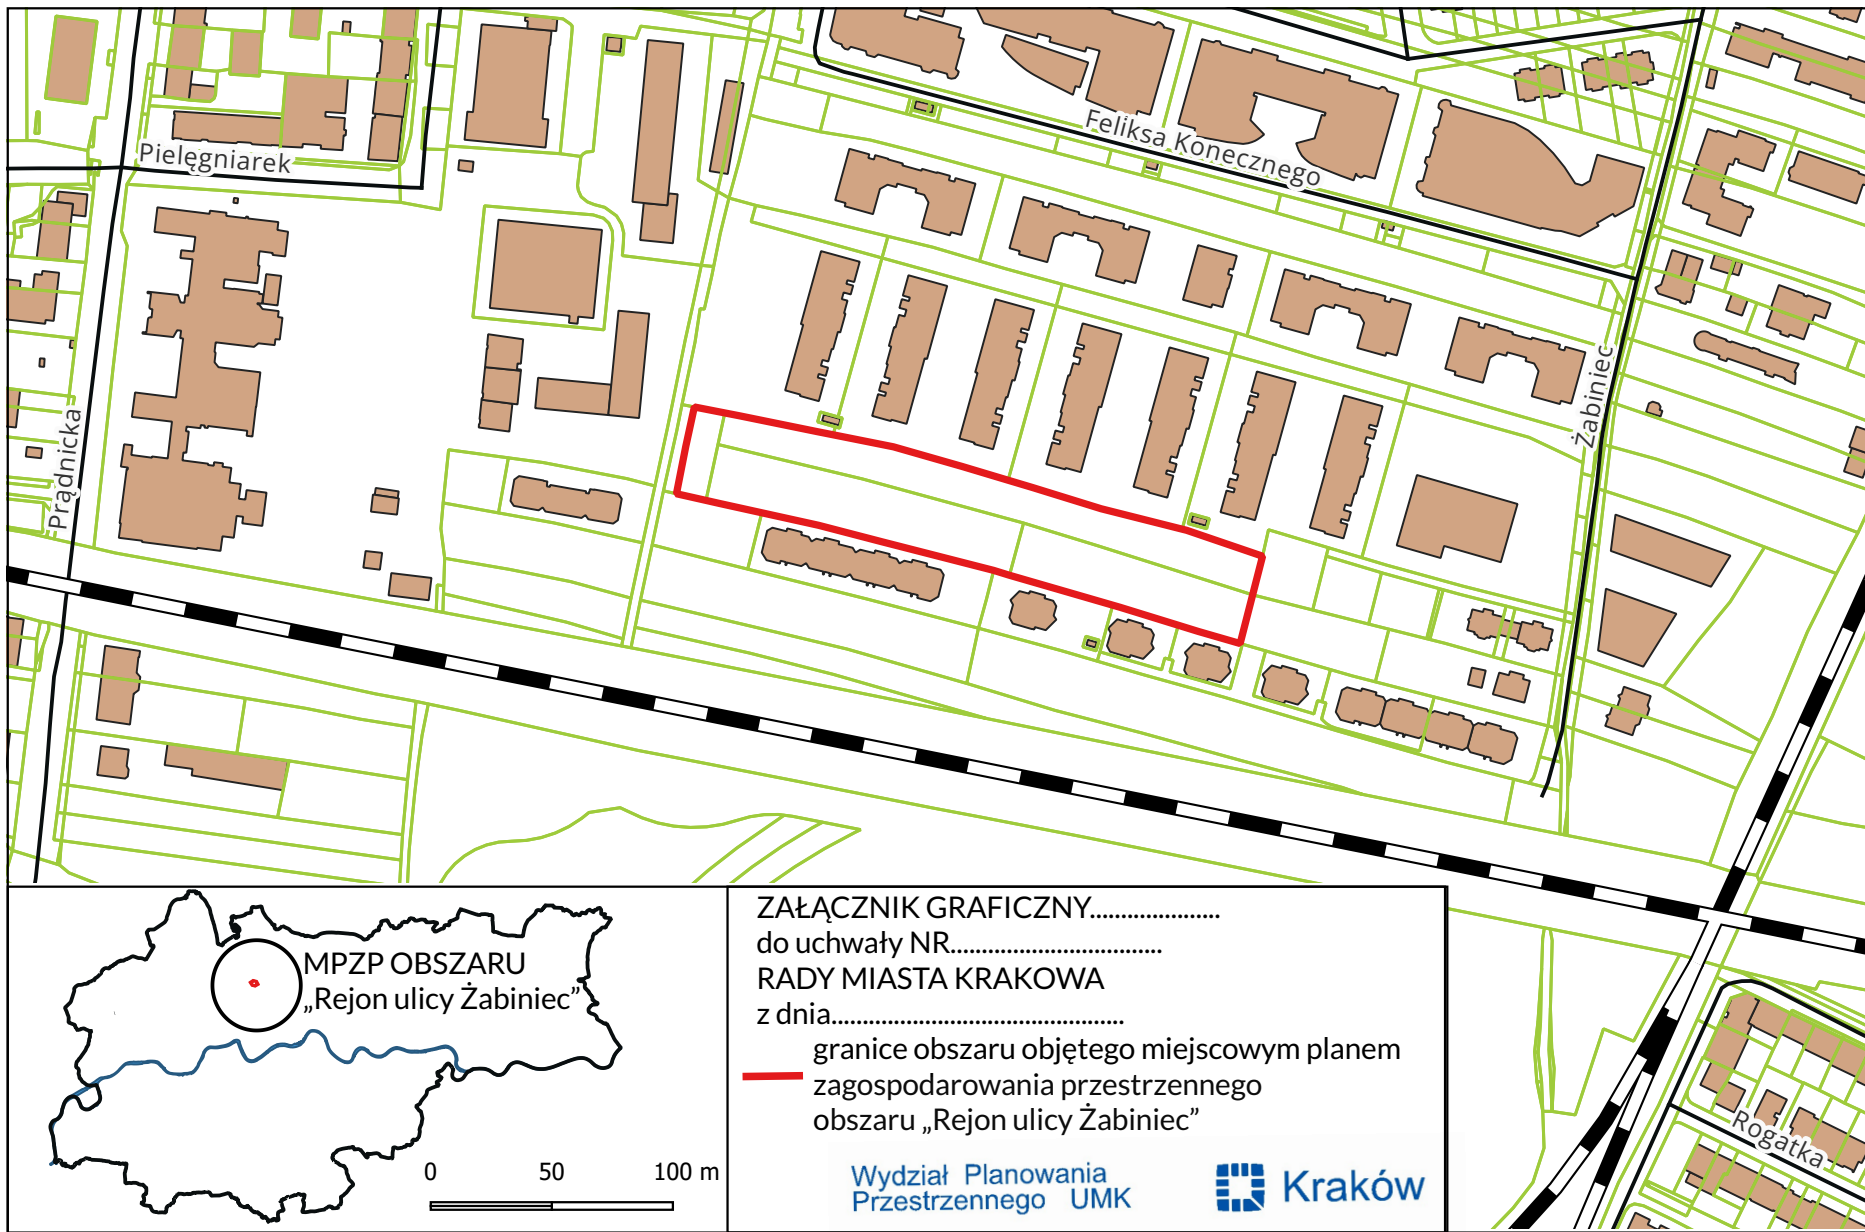 Feliksa Konecznego
Pielęgniarek
Żabiniec
Prądnicka
MPZP OBSZARU
„Rejon ulicy Żabiniec”
0 50 100 m
ZAŁĄCZNIK GRAFICZNY.....................
do uchwały NR..................................
RADY MIASTA KRAKOWA
z dnia...............................................
granice obszaru objętego miejscowym planem
zagospodarowania przestrzennego
obszaru „Rejon ulicy Żabiniec”
Wydział Planowania
Przestrzennego UMK
Kraków
Rogatka